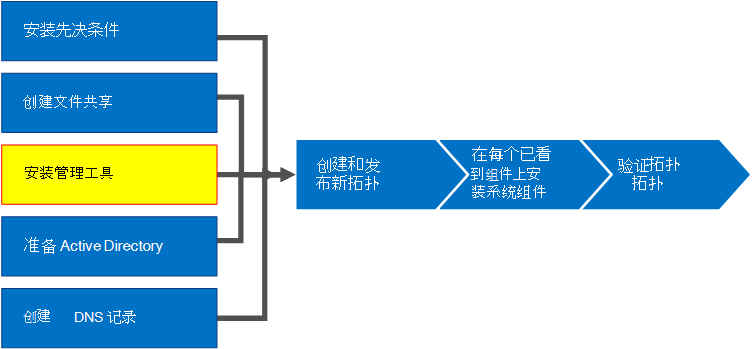 安装先决条件
创建文件共享
安装管理工具
准备 Active Directory
创建 DNS 记录
创建和发
布新拓扑
在每个已看
到组件上安
装系统组件
验证拓扑
拓扑